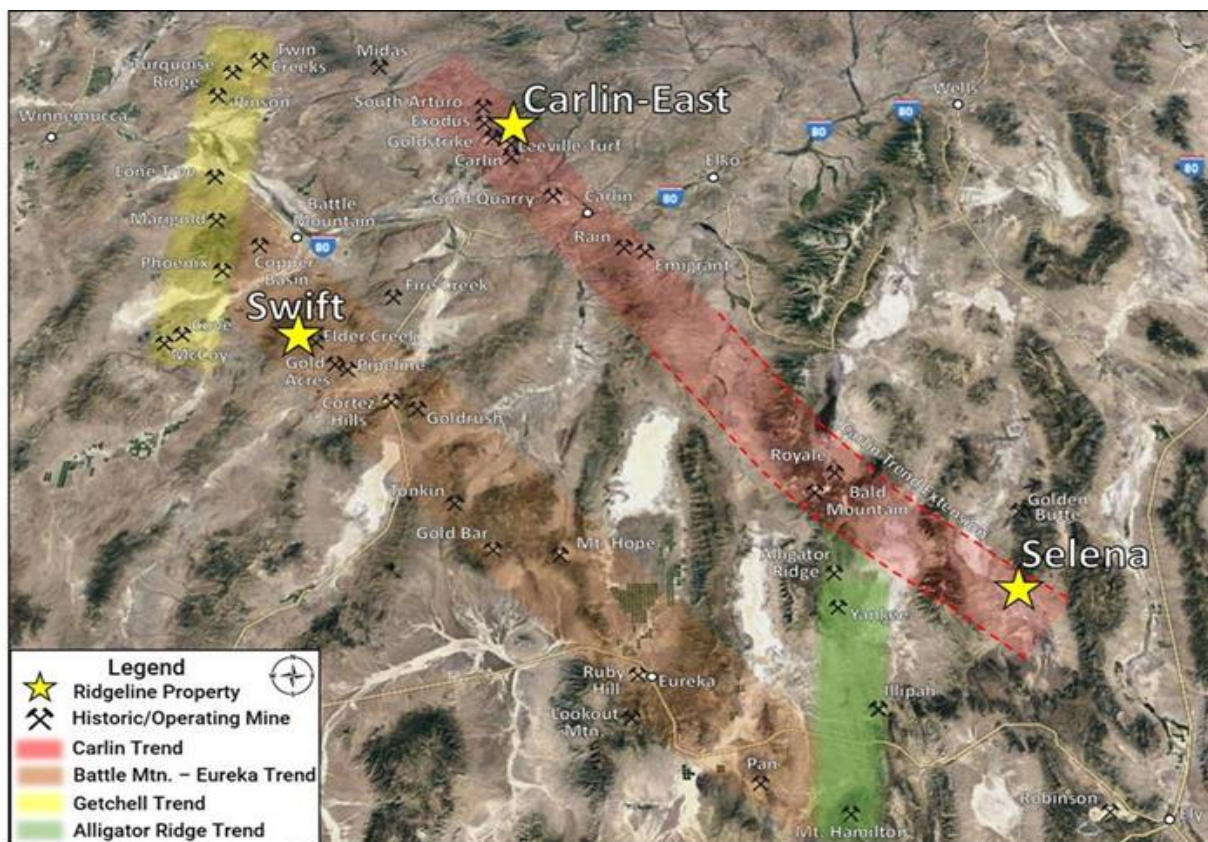 Turquoise
Ridge
Twin
Creeks
Midas
Pinson
Winnemucca
South Arturo
Exodus
Goldstrike
Carlin
Carlin-East
Leeville-Turf
80
80
Wells
80
Elko
80
Gold Quarry
Carlin
Lone Tree
Marigold
Battle
Mountain
80
Rain
Emigrant
Phoenix
Copper
Basin
Fire Creek
Swift
Cove
McCoy
Elder Creek
Gold
Acres
Pipeline
Cortez
Hills
Goldrush
Carlin Trend Extension
Royale
Bald
Mountain
Tonkin
Golden
Butte
Gold Bar
Mt. Hope
Alligator
Ridge
Selena
Yankee
Ruby
Hill
Eureka
Illipah
Lookout
Mtn.
Pan
Robinson
Ely
Mt. Hamilton
Legend
Ridgeline Property
Historic/Operating Mine
Carlin Trend
Battle Mtn. – Eureka Trend
Getchell Trend
Alligator Ridge Trend